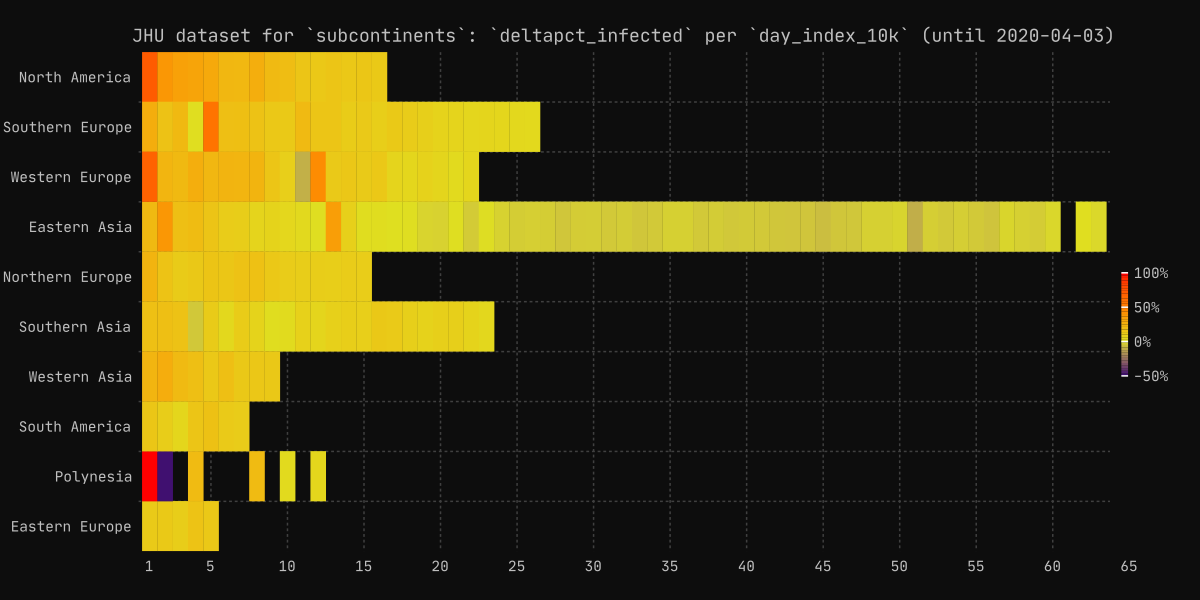 JHU dataset for `subcontinents`: `deltapct_infected` per `day_index_10k` (until 2020-04-03)
North America
Southern Europe
Western Europe
Eastern Asia
Northern Europe
Southern Asia
Western Asia
South America
Polynesia
Eastern Europe
100%
50%
0%
-50%
1 5 10 15 20 25 30 35 40 45 50 55 60 65